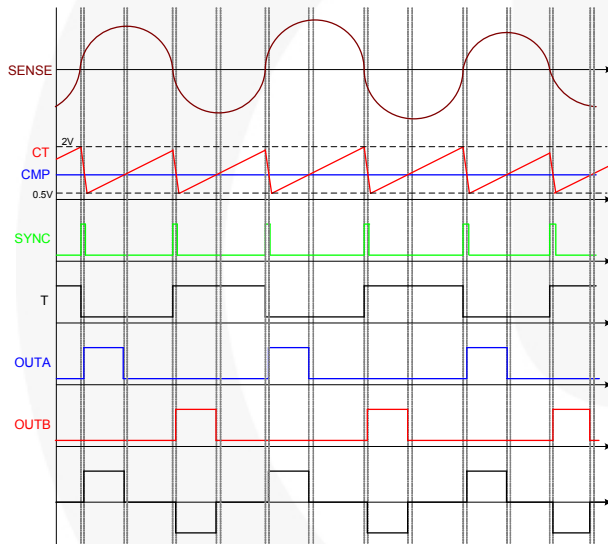 SENSE
2V
CT
CMP
0.5V
SYNC
T
OUTA
OUTB